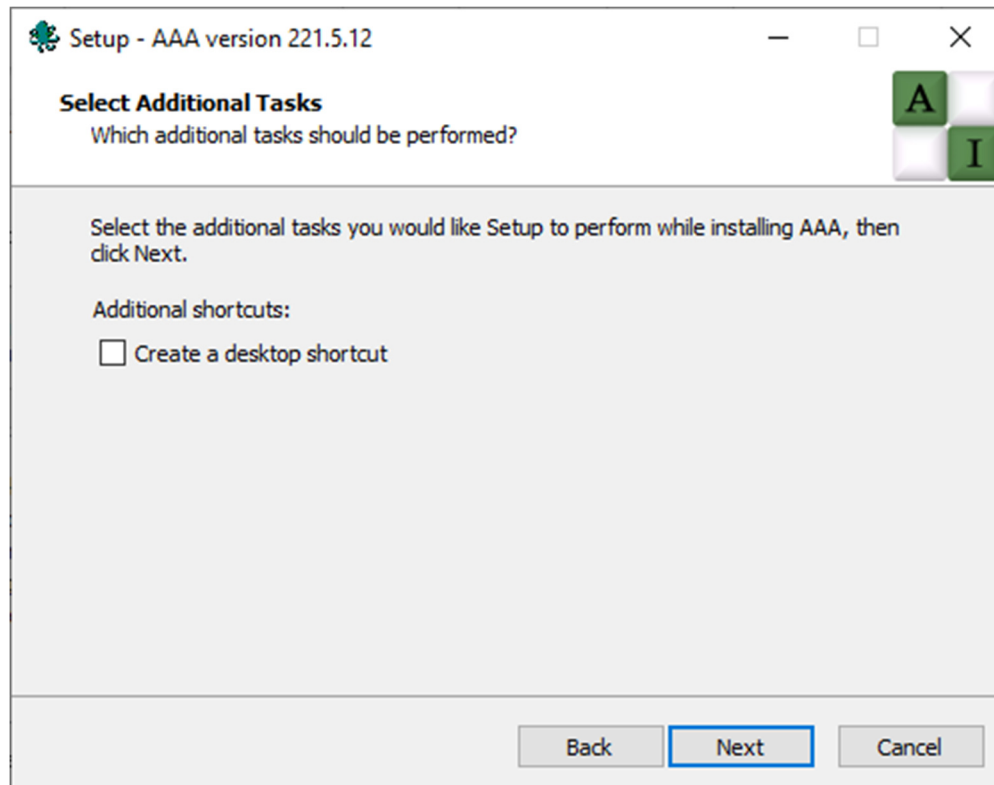 Setup - AAA version 221.5.12
Select Additional Tasks
Which additional tasks should be performed?
A
I
Select the additional tasks you would like Setup to perform while installing AAA, then
click Next.
Additional shortcuts:
Create a desktop shortcut
Back Next Cancel